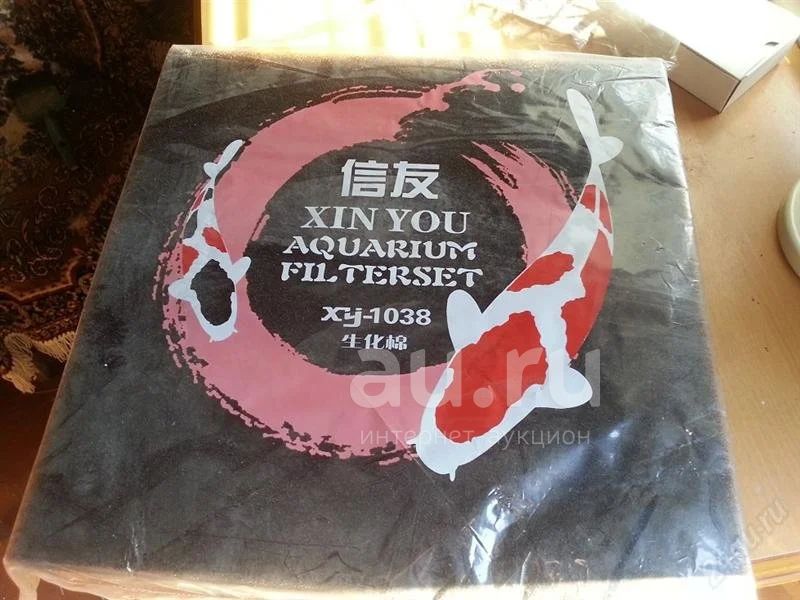 信友
XIN YOU
AQUARIUM
FILTERSET
XY-1038
生化棉
au.ru
интернет аукцион